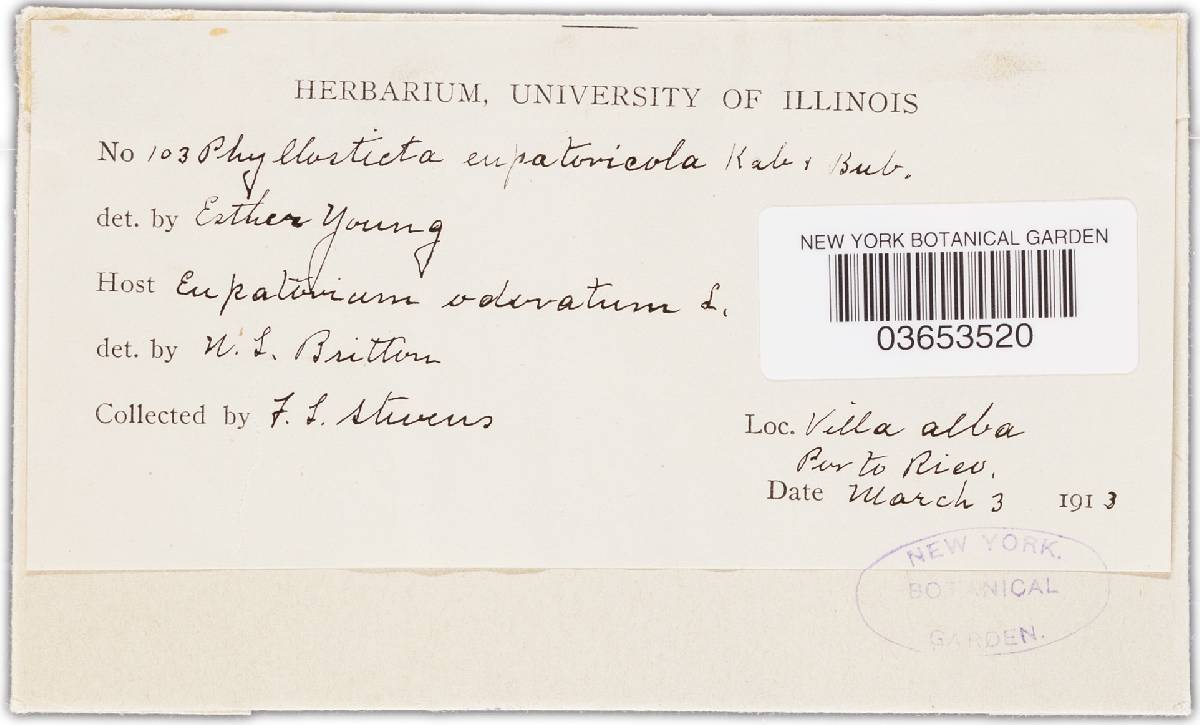 HERBARIUM, UNIVERSITY OF ILLINOIS
No 103 Phyllosticta eupatoricola Kab & Bub.
det. by Esther Young
Host Eupatorium odoratum L.
det. by N. L. Britton
Collected by F. L. Stevens
NEW YORK BOTANICAL GARDEN
03653520
Loc. Villa alba
Porto Rico.
Date March 3 1913
NEW YORK.
BOTANICAL
GARDEN.